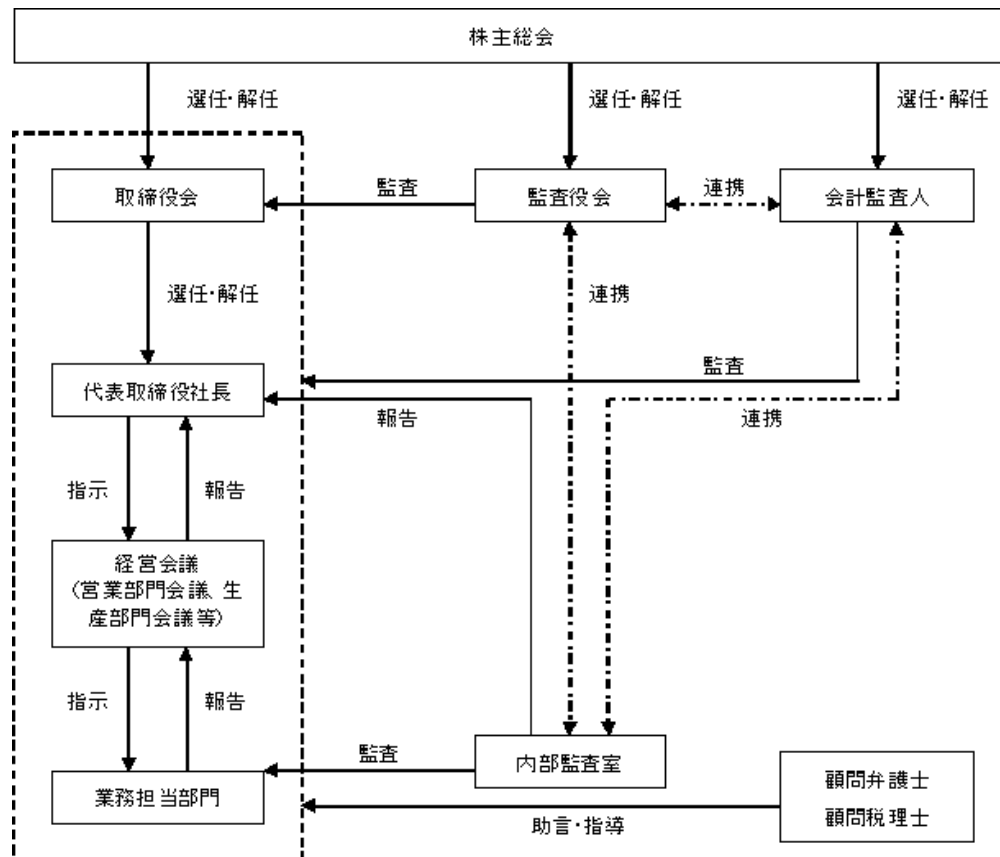 株主総会
選任・解任
選任・解任
選任・解任
取締役会
監査
監査役会
連携
会計監査人
選任・解任
連携
代表取締役社長
監査
報告
連携
指示
報告
経営会議
(営業部門会議、生
産部門会議等)
指示
報告
内部監査室
監査
業務担当部門
顧問弁護士
顧問税理士
助言・指導